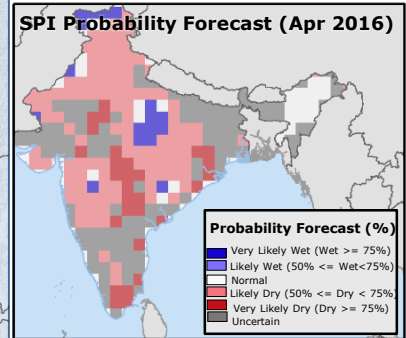 SPI Probability Forecast (Apr 2016)
Probability Forecast (%)
Very Likely Wet (Wet >= 75%)
Likely Wet (50% <= Wet<75%)
Normal
Likely Dry (50% <= Dry < 75%)
Very Likely Dry (Dry >= 75%)
Uncertain